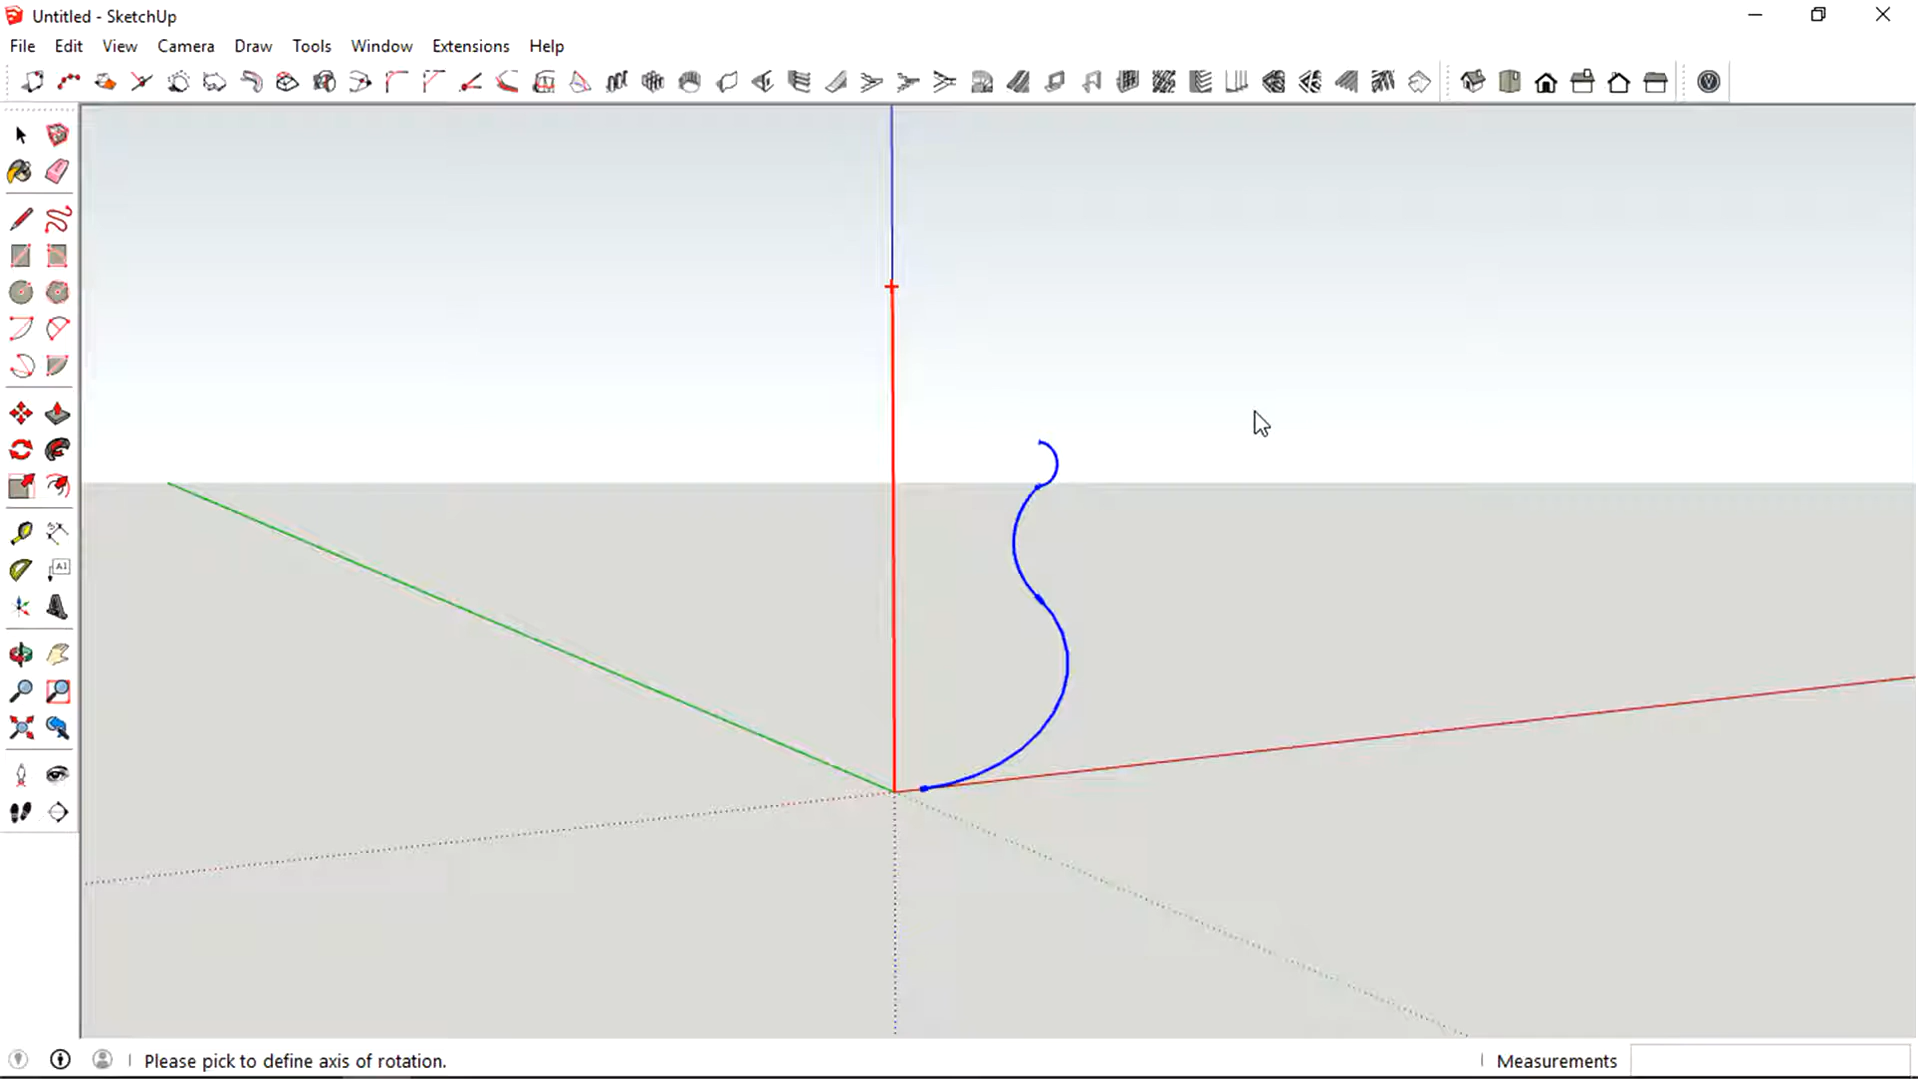 Untitled - SketchUp
File Edit View Camera Draw Tools Window Extensions Help
A1
Please pick to define axis of rotation. Measurements